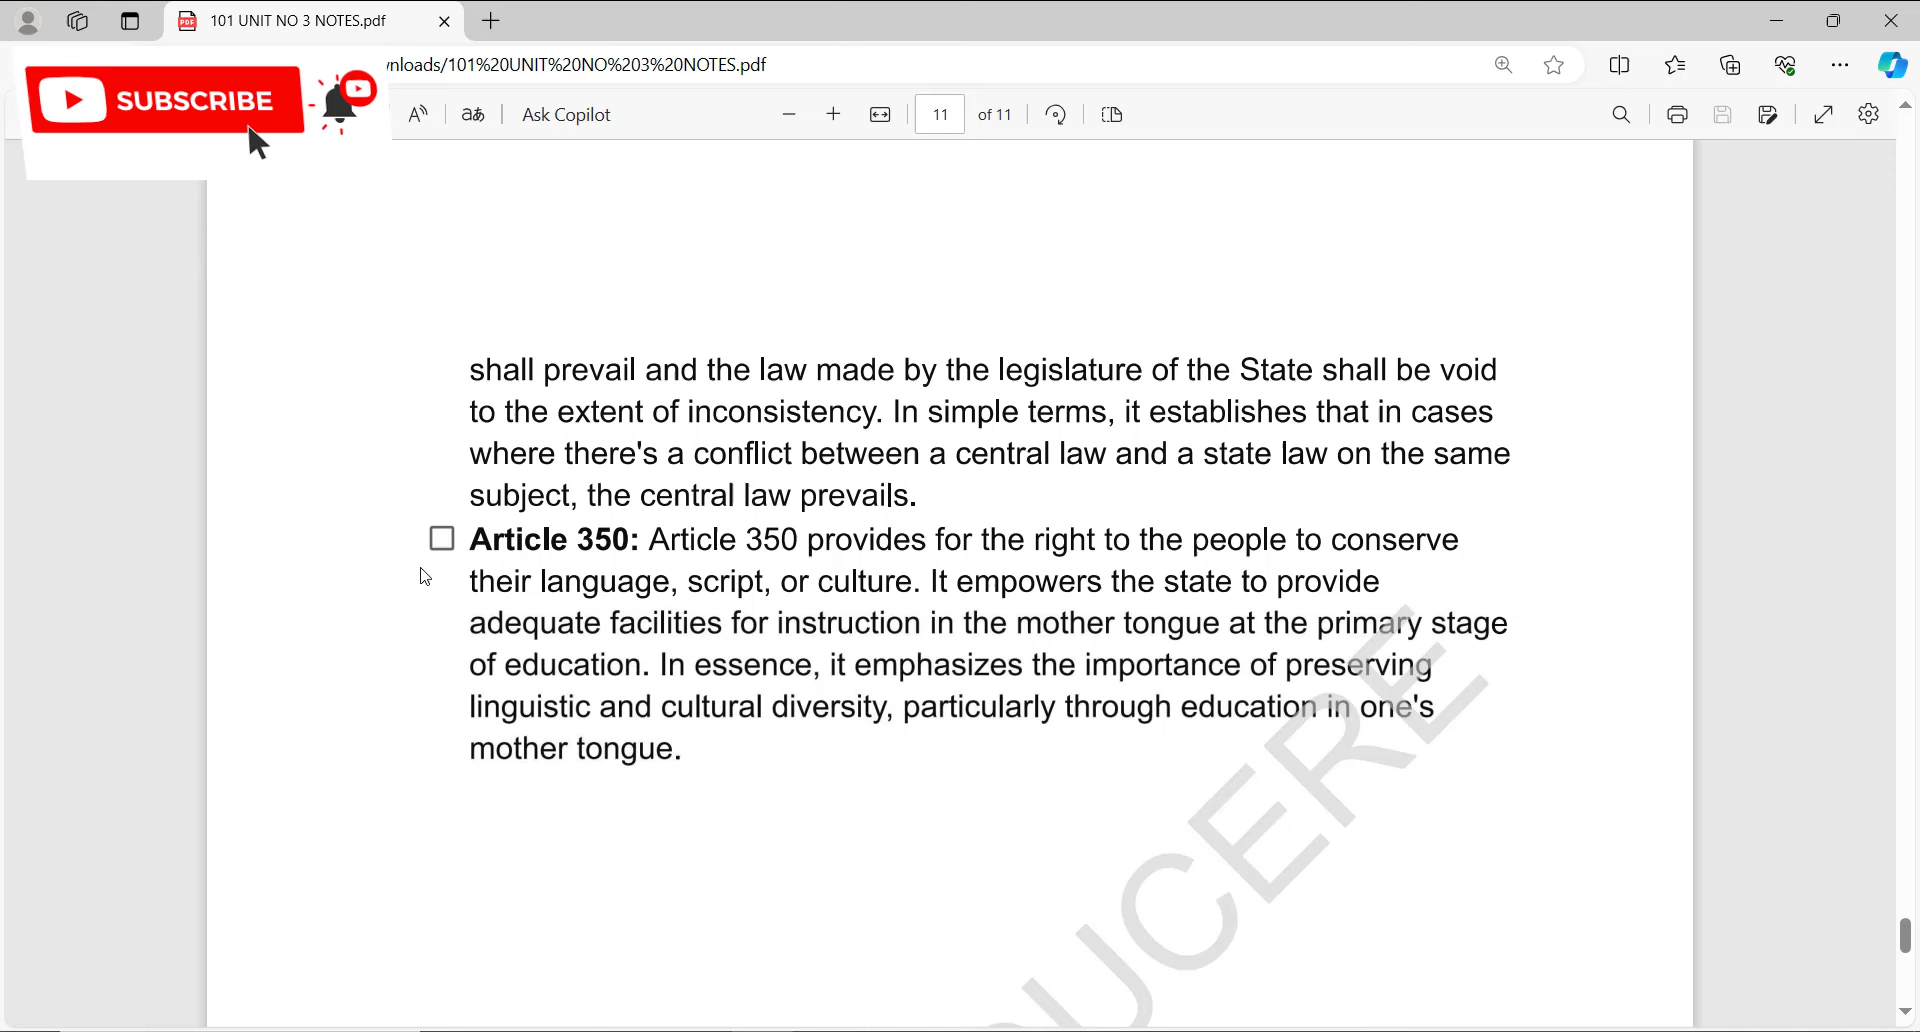 101 UNIT NO 3 NOTES.pdf
SUBSCRIBE
nloads/101%20UNIT%20NO%203%20NOTES.pdf
Ask Copilot
11 of 11
shall prevail and the law made by the legislature of the State shall be void
to the extent of inconsistency. In simple terms, it establishes that in cases
where there's a conflict between a central law and a state law on the same
subject, the central law prevails.
Article 350: Article 350 provides for the right to the people to conserve
their language, script, or culture. It empowers the state to provide
adequate facilities for instruction in the mother tongue at the primary stage
of education. In essence, it emphasizes the importance of preserving
linguistic and cultural diversity, particularly through education in one's
mother tongue.
UCERE